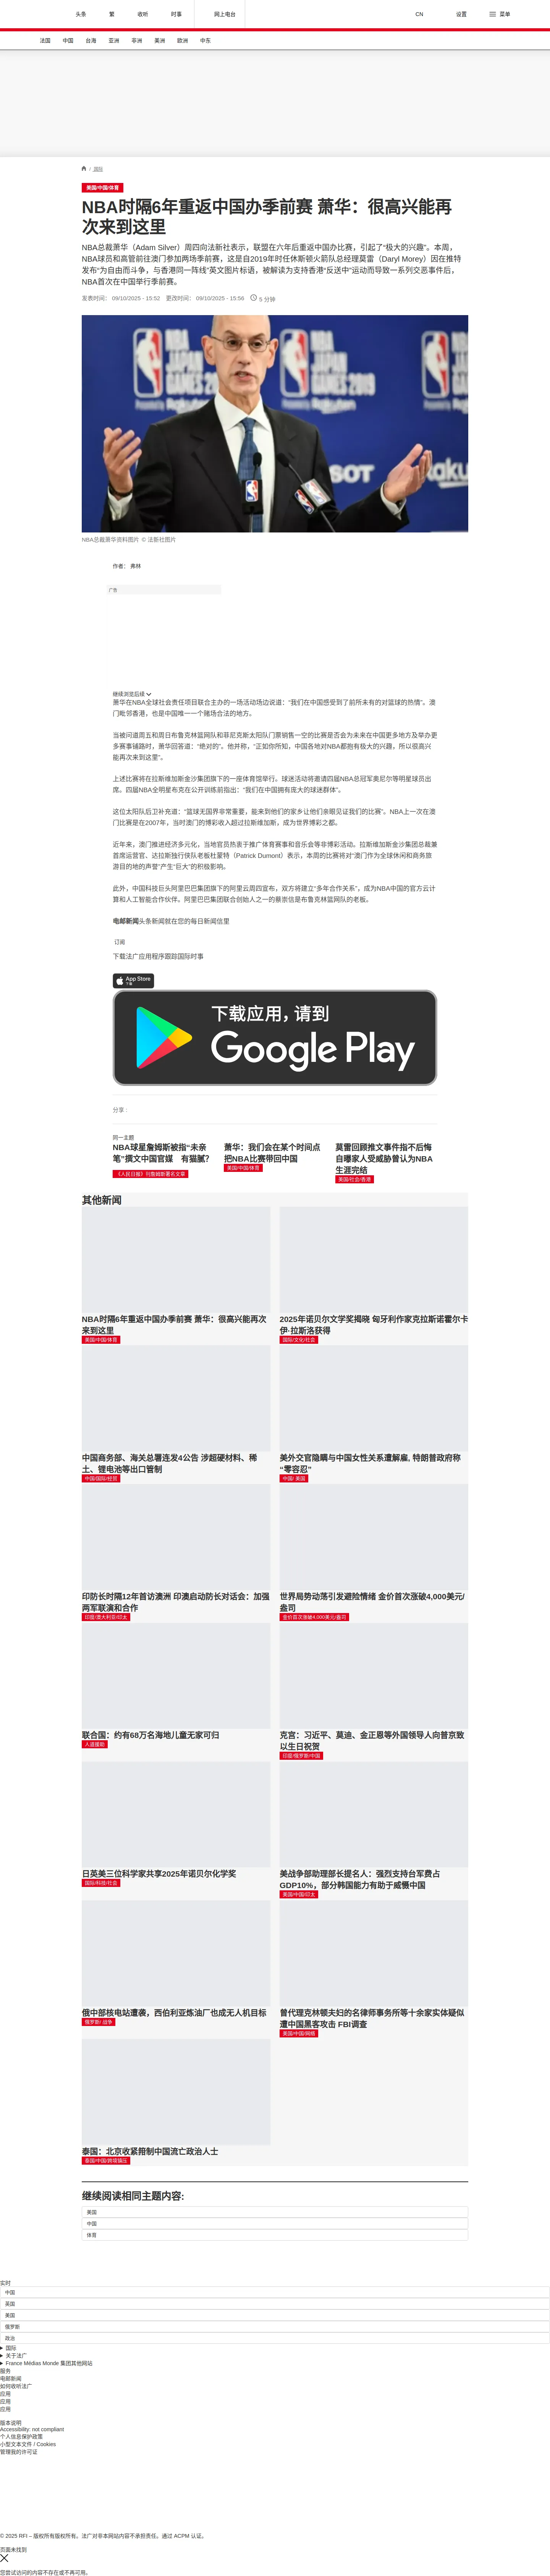 头条
繁
收听
时事
网上电台
CN
设置
菜单
法国
中国
台海
亚洲
非洲
美洲
欧洲
中东
/ 国际
美国/中国/体育
NBA时隔6年重返中国办季前赛 萧华：很高兴能再
次来到这里
NBA总裁萧华（Adam Silver）周四向法新社表示，联盟在六年后重返中国办比赛，引起了“极大的兴趣”。本周，
NBA球员和高管前往澳门参加两场季前赛，这是自2019年时任休斯顿火箭队总经理莫雷（Daryl Morey）因在推特
发布“为自由而斗争，与香港同一阵线”英文图片标语，被解读为支持香港“反送中”运动而导致一系列交恶事件后，
NBA首次在中国举行季前赛。
发表时间： 09/10/2025 - 15:52 更改时间： 09/10/2025 - 15:56 5 分钟
NBA总裁萧华资料图片 © 法新社图片
作者： 弗林
广告
继续浏览后续
萧华在NBA全球社会责任项目联合主办的一场活动场边说道：“我们在中国感受到了前所未有的对篮球的热情”。澳
门毗邻香港，也是中国唯一一个赌场合法的地方。
当被问道周五和周日布鲁克林篮网队和菲尼克斯太阳队门票销售一空的比赛是否会为未来在中国更多地方及举办更
多赛事铺路时，萧华回答道：“绝对的”。他并称，“正如你所知，中国各地对NBA都抱有极大的兴趣，所以很高兴
能再次来到这里”。
上述比赛将在拉斯维加斯金沙集团旗下的一座体育馆举行。球迷活动将邀请四届NBA总冠军奥尼尔等明星球员出
席。四届NBA全明星布克在公开训练前指出：“我们在中国拥有庞大的球迷群体”。
这位太阳队后卫补充道：“篮球无国界非常重要，能来到他们的家乡让他们亲眼见证我们的比赛”。NBA上一次在澳
门比赛是在2007年，当时澳门的博彩收入超过拉斯维加斯，成为世界博彩之都。
近年来，澳门推进经济多元化，当地官员热衷于推广体育赛事和音乐会等非博彩活动。拉斯维加斯金沙集团总裁兼
首席运营官、达拉斯独行侠队老板杜蒙特（Patrick Dumont）表示，本周的比赛将对“澳门作为全球休闲和商务旅
游目的地的声誉”产生“巨大”的积极影响。
此外，中国科技巨头阿里巴巴集团旗下的阿里云周四宣布，双方将建立“多年合作关系”，成为NBA中国的官方云计
算和人工智能合作伙伴。阿里巴巴集团联合创始人之一的蔡崇信是布鲁克林篮网队的老板。
电邮新闻头条新闻就在您的每日新闻信里
订阅
下载法广应用程序跟踪国际时事
App Store
下载
下载应用，请到
Google Play
分享 :
同一主题
NBA球星詹姆斯被指“未亲
笔”撰文中国官媒 有猫腻?
《人民日报》刊詹姆斯署名文章
萧华：我们会在某个时间点
把NBA比赛带回中国
美国/中国/体育
莫雷回顾推文事件指不后悔
自曝家人受威胁曾认为NBA
生涯完结
美国/社会/香港
其他新闻
NBA时隔6年重返中国办季前赛 萧华：很高兴能再次
来到这里
美国/中国/体育
2025年诺贝尔文学奖揭晓 匈牙利作家克拉斯诺霍尔卡
伊·拉斯洛获得
国际/文化/社会
中国商务部、海关总署连发4公告 涉超硬材料、稀
土、锂电池等出口管制
中国/国际/经贸
美外交官隐瞒与中国女性关系遭解雇, 特朗普政府称
“零容忍”
中国/ 美国
印防长时隔12年首访澳洲 印澳启动防长对话会：加强
两军联演和合作
印度/澳大利亚/印太
世界局势动荡引发避险情绪 金价首次涨破4,000美元/
盎司
金价首次涨破4,000美元/盎司
联合国：约有68万名海地儿童无家可归
人道援助
克宫：习近平、莫迪、金正恩等外国领导人向普京致
以生日祝贺
印度/俄罗斯/中国
日英美三位科学家共享2025年诺贝尔化学奖
国际/科技/社会
美战争部助理部长提名人：强烈支持台军费占
GDP10%，部分韩国能力有助于威慑中国
美国/中国/印太
俄中部核电站遭袭，西伯利亚炼油厂也成无人机目标
俄罗斯/ 战争
曾代理克林顿夫妇的名律师事务所等十余家实体疑似
遭中国黑客攻击 FBI调查
美国/中国/网络
泰国：北京收紧箝制中国流亡政治人士
泰国/中国/跨境镇压
继续阅读相同主题内容:
美国
中国
体育
实时
中国
英国
美国
俄罗斯
政治
国际
关于法广
France Médias Monde 集团其他网站
服务
电邮新闻
如何收听法广
应用
应用
应用
版本说明
Accessibility: not compliant
个人信息保护政策
小型文本文件 / Cookies
管理我的许可证
© 2025 RFI – 版权所有版权所有。法广对非本网站内容不承担责任。通过 ACPM 认证。
页面未找到
您尝试访问的内容不存在或不再可用。